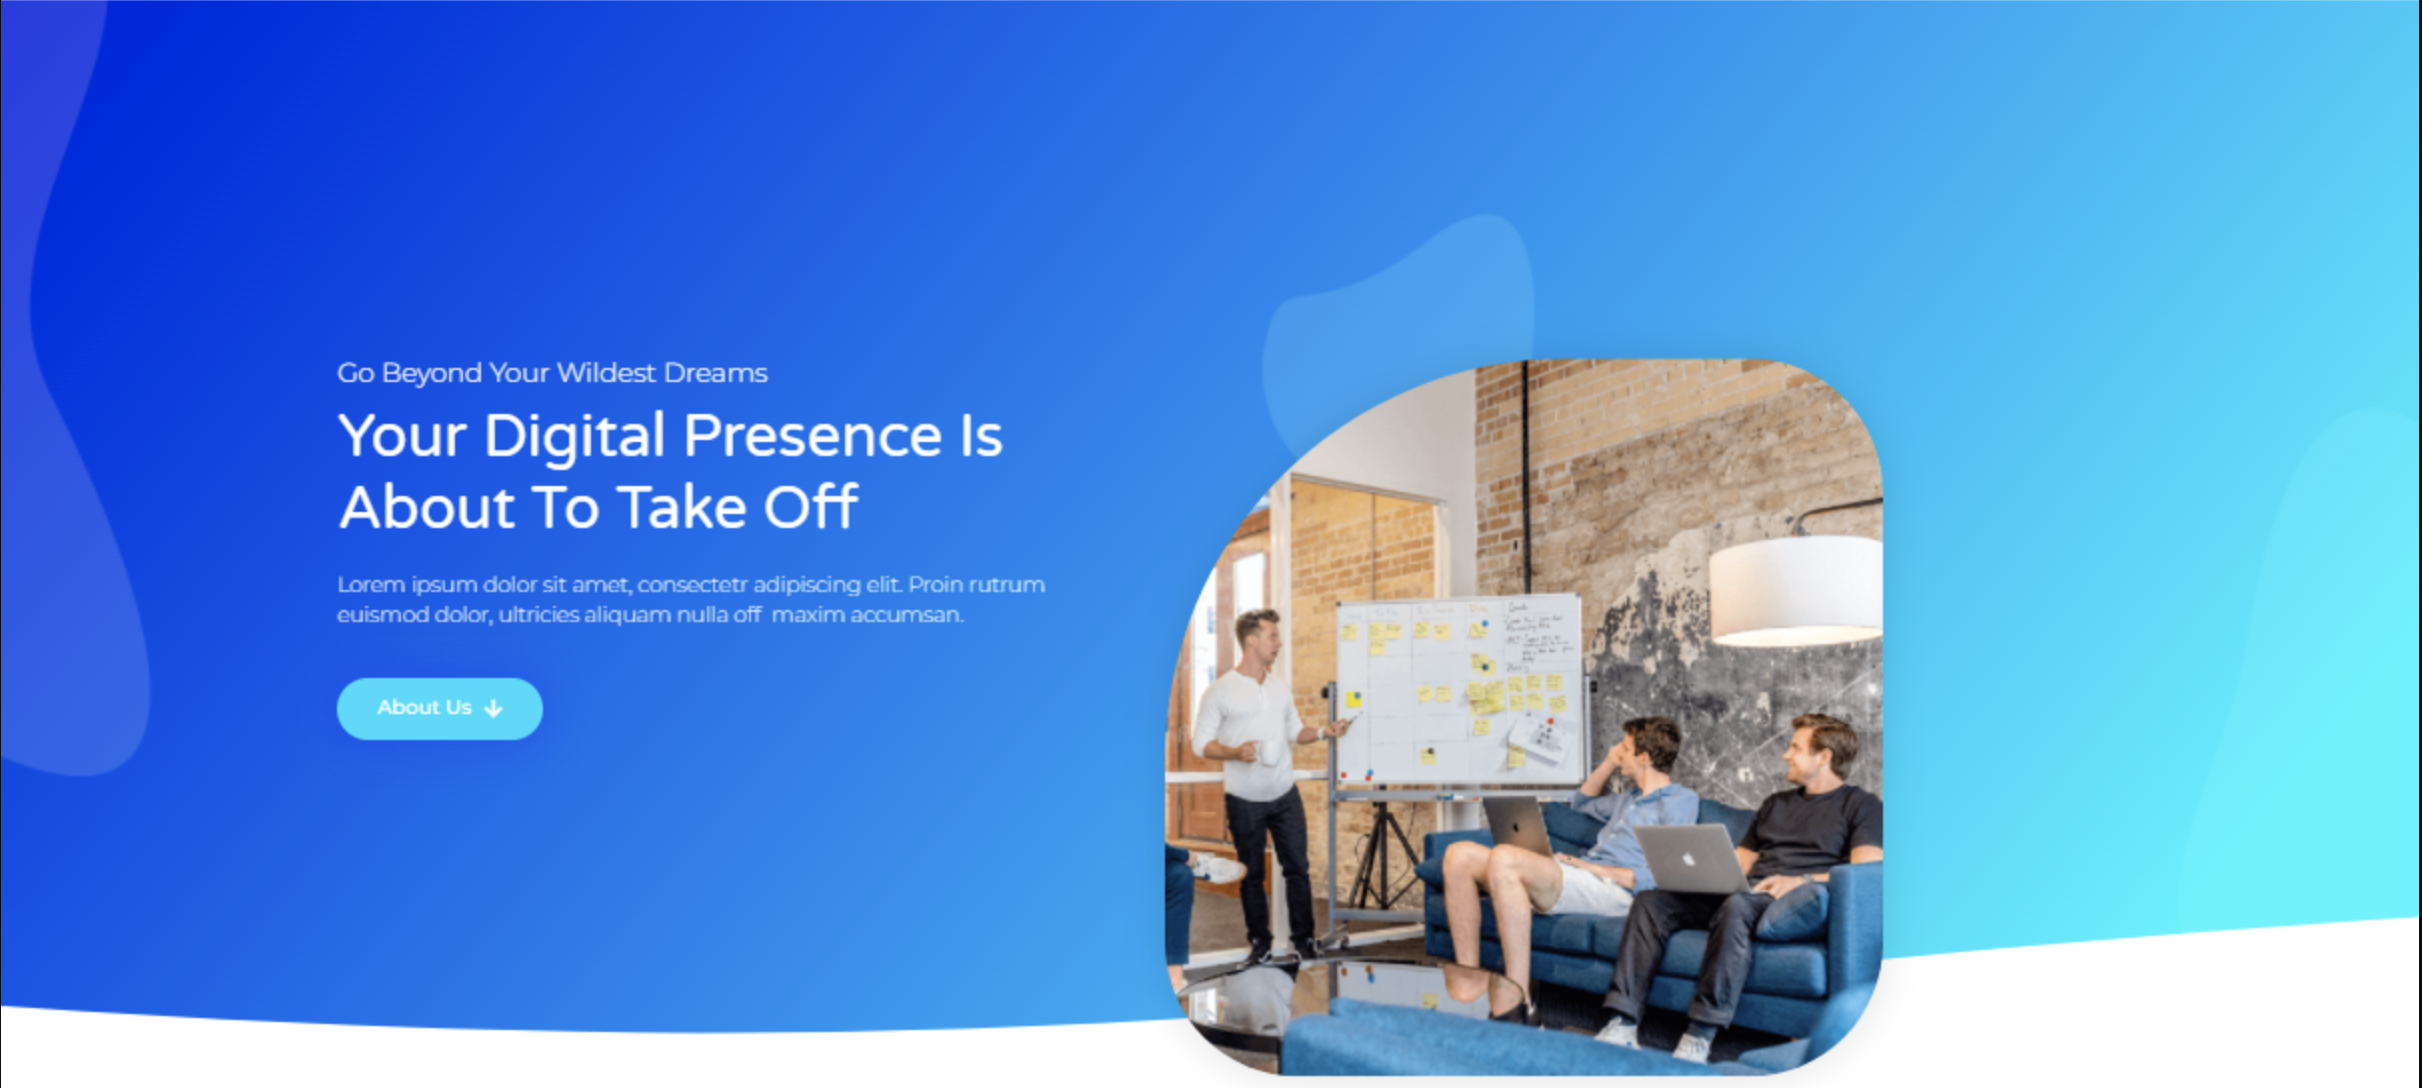 Go Beyond Your Wildest Dreams
Your Digital Presence Is
About To Take Off
Lorem ipsum dolor sit amet, consectetr adipiscing elit. Proin rutrum
euismod dolor, ultricies aliquam nulla off maxim accumsan.
About Us